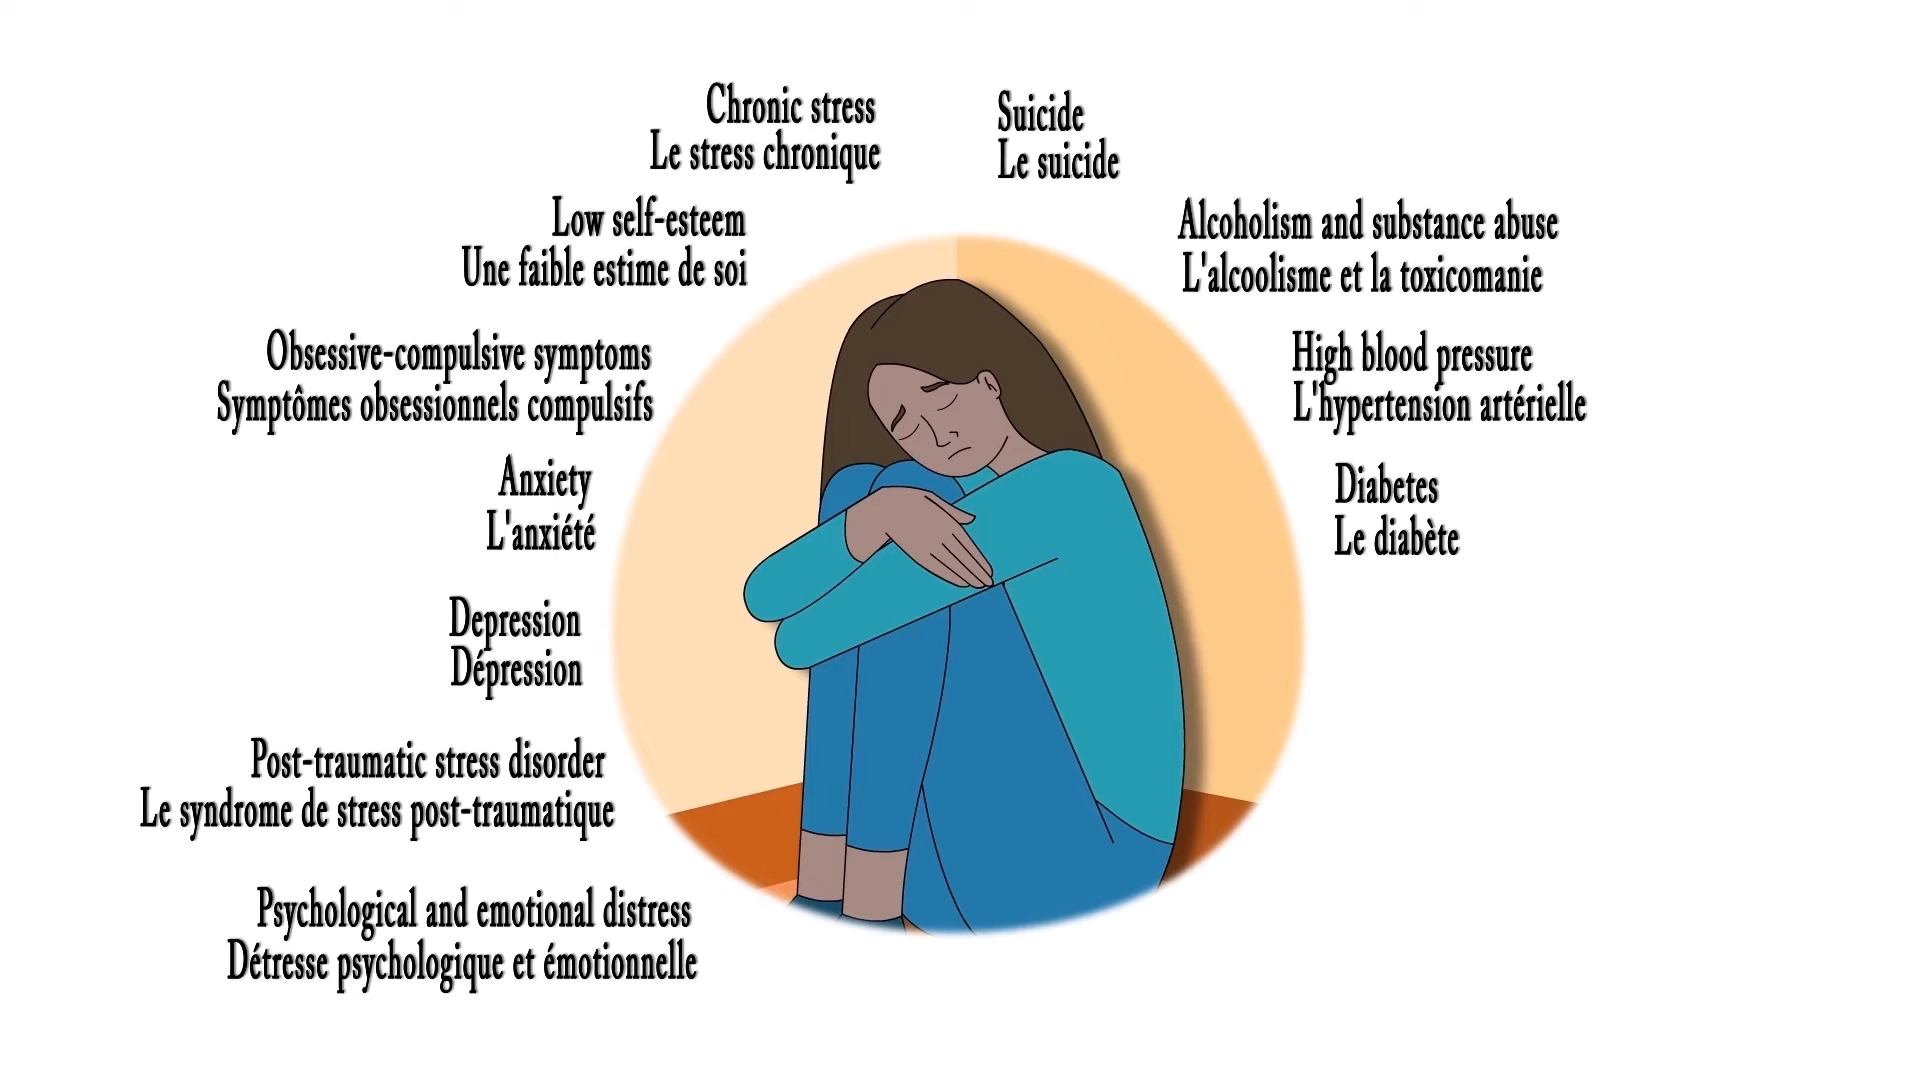 Chronic stress
Le stress chronique
Suicide
Le suicide
Low self-esteem
Une faible estime de soi
Alcoholism and substance abuse
L'alcoolisme et la toxicomanie
Obsessive-compulsive symptoms
Symptômes obsessionnels compulsifs
High blood pressure
L'hypertension artérielle
Anxiety
L'anxiété
Diabetes
Le diabète
Depression
Dépression
Post-traumatic stress disorder
Le syndrome de stress post-traumatique
Psychological and emotional distress
Détresse psychologique et émotionnelle